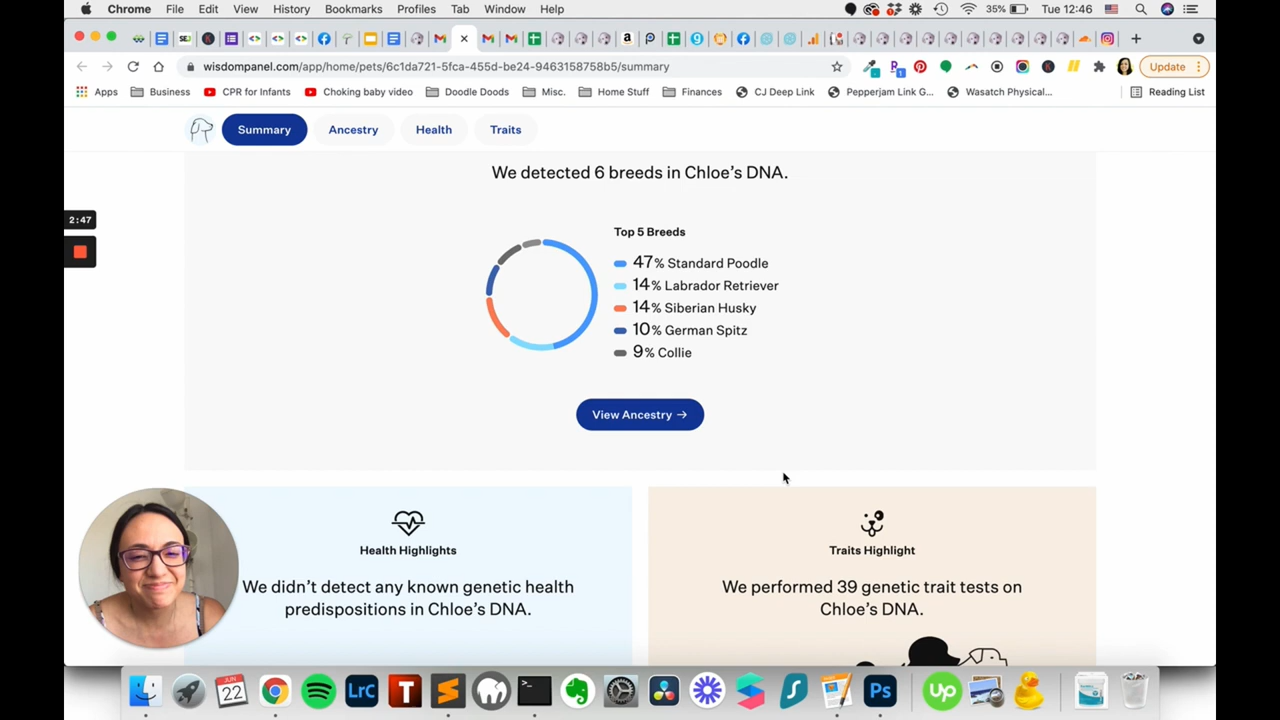 Chrome File Edit View History Bookmarks Profiles Tab Window Help 35% Tue 12:46
wisdompanel.com/app/home/pets/6c1da721-5fca-455d-be24-9463158758b5/summary Update
Apps Business CPR for Infants Choking baby video Doodle Doods Misc. Home Stuff Finances CJ Deep Link Pepperjam Link G... Wasatch Physical... Reading List
Summary Ancestry Health Traits
We detected 6 breeds in Chloe's DNA.
2:47
Top 5 Breeds
47% Standard Poodle
14% Labrador Retriever
14% Siberian Husky
10% German Spitz
9% Collie
View Ancestry →
Health Highlights
We didn't detect any known genetic health
predispositions in Chloe's DNA.
Traits Highlight
We performed 39 genetic trait tests on
Chloe's DNA.
JUN
22
Lrc
T
Up
Ps